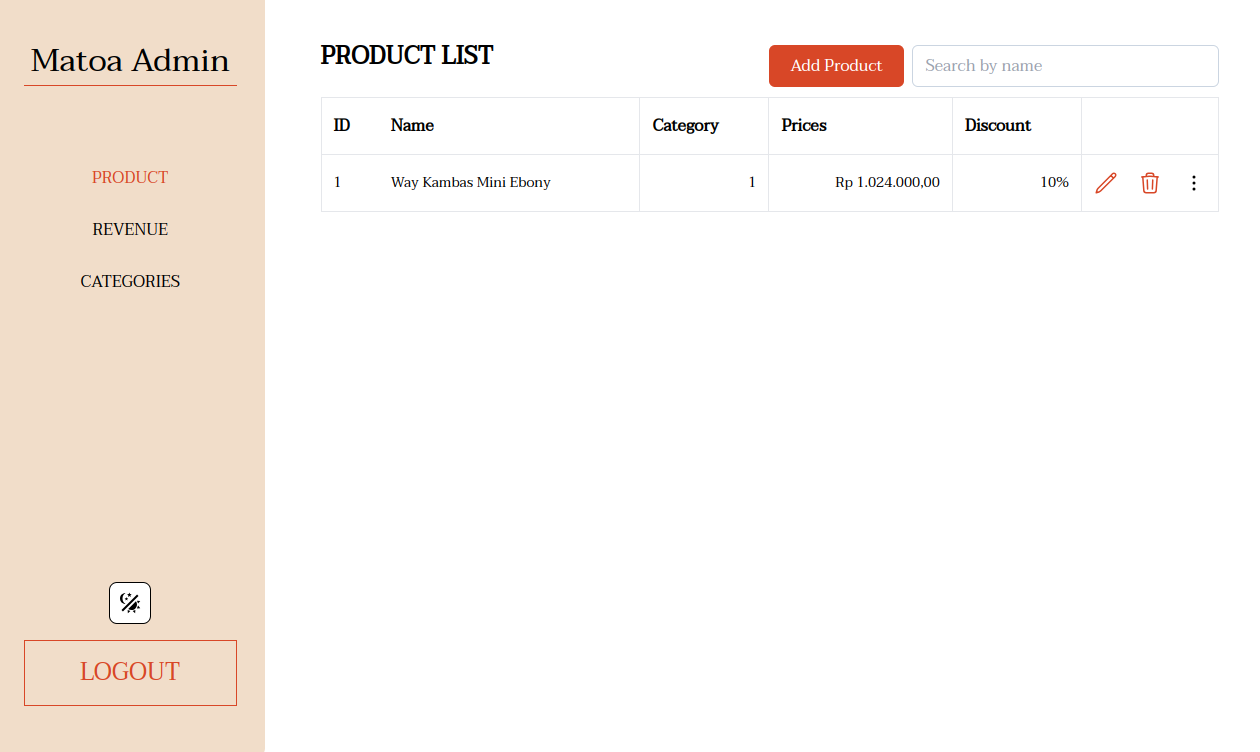 Matoa Admin
PRODUCT
REVENUE
CATEGORIES
LOGOUT
PRODUCT LIST
Add Product
Search by name
ID Name Category Prices Discount
1 Way Kambas Mini Ebony 1 Rp 1.024.000,00 10%